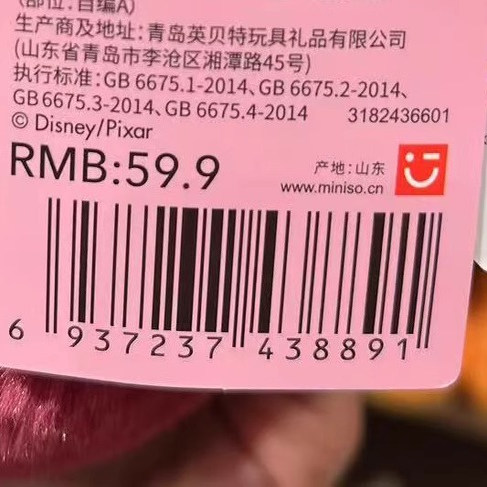 (部位:自编A)
生产商及地址:青岛英贝特玩具礼品有限公司
(山东省青岛市李沧区湘潭路45号)
执行标准:GB 6675.1-2014、GB 6675.2-2014、
GB 6675.3-2014、GB 6675.4-2014 3182436601
© Disney/Pixar
RMB:59.9
产地:山东
www.miniso.cn
6 937237 438891